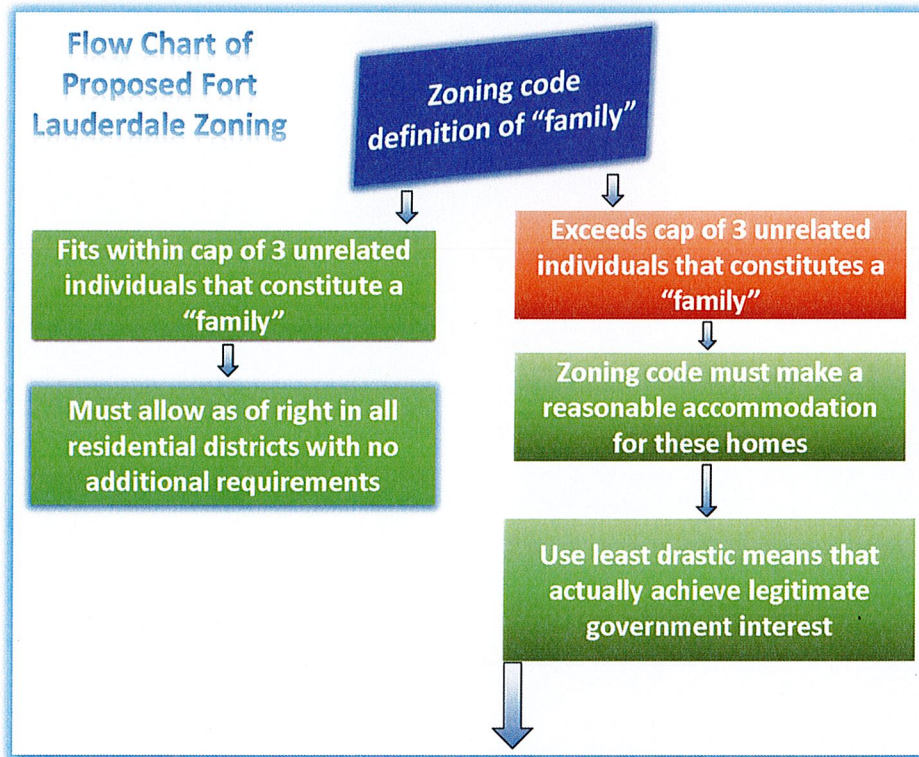 Flow Chart of
Proposed Fort
Lauderdale Zoning
Zoning code
definition of “family”
Fits within cap of 3 unrelated
individuals that constitute a
“family”
Must allow as of right in all
residential districts with no
additional requirements
Exceeds cap of 3 unrelated
individuals that constitutes a
“family”
Zoning code must make a
reasonable accommodation
for these homes
Use least drastic means that
actually achieve legitimate
government interest